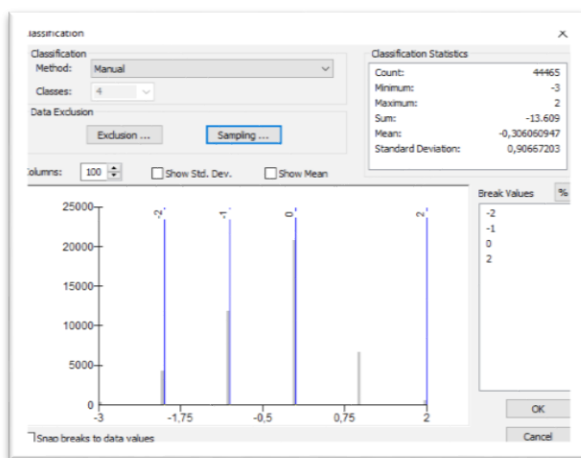 Classification
Classification
Method: Manual
Classes: 4
Data Exclusion
Exclusion ...
Sampling ...
Columns: 100
Show Std. Dev.
Show Mean
Classification Statistics
Count: 44465
Minimum: -3
Maximum: 2
Sum: -13.609
Mean: -0,306060947
Standard Deviation: 0,90667203
Break Values
%
-2
-1
0
2
25000
20000
15000
10000
5000
0
-2
-1
0
2
-3
-1,75
-0,5
0,75
2
OK
Cancel
Snap breaks to data values